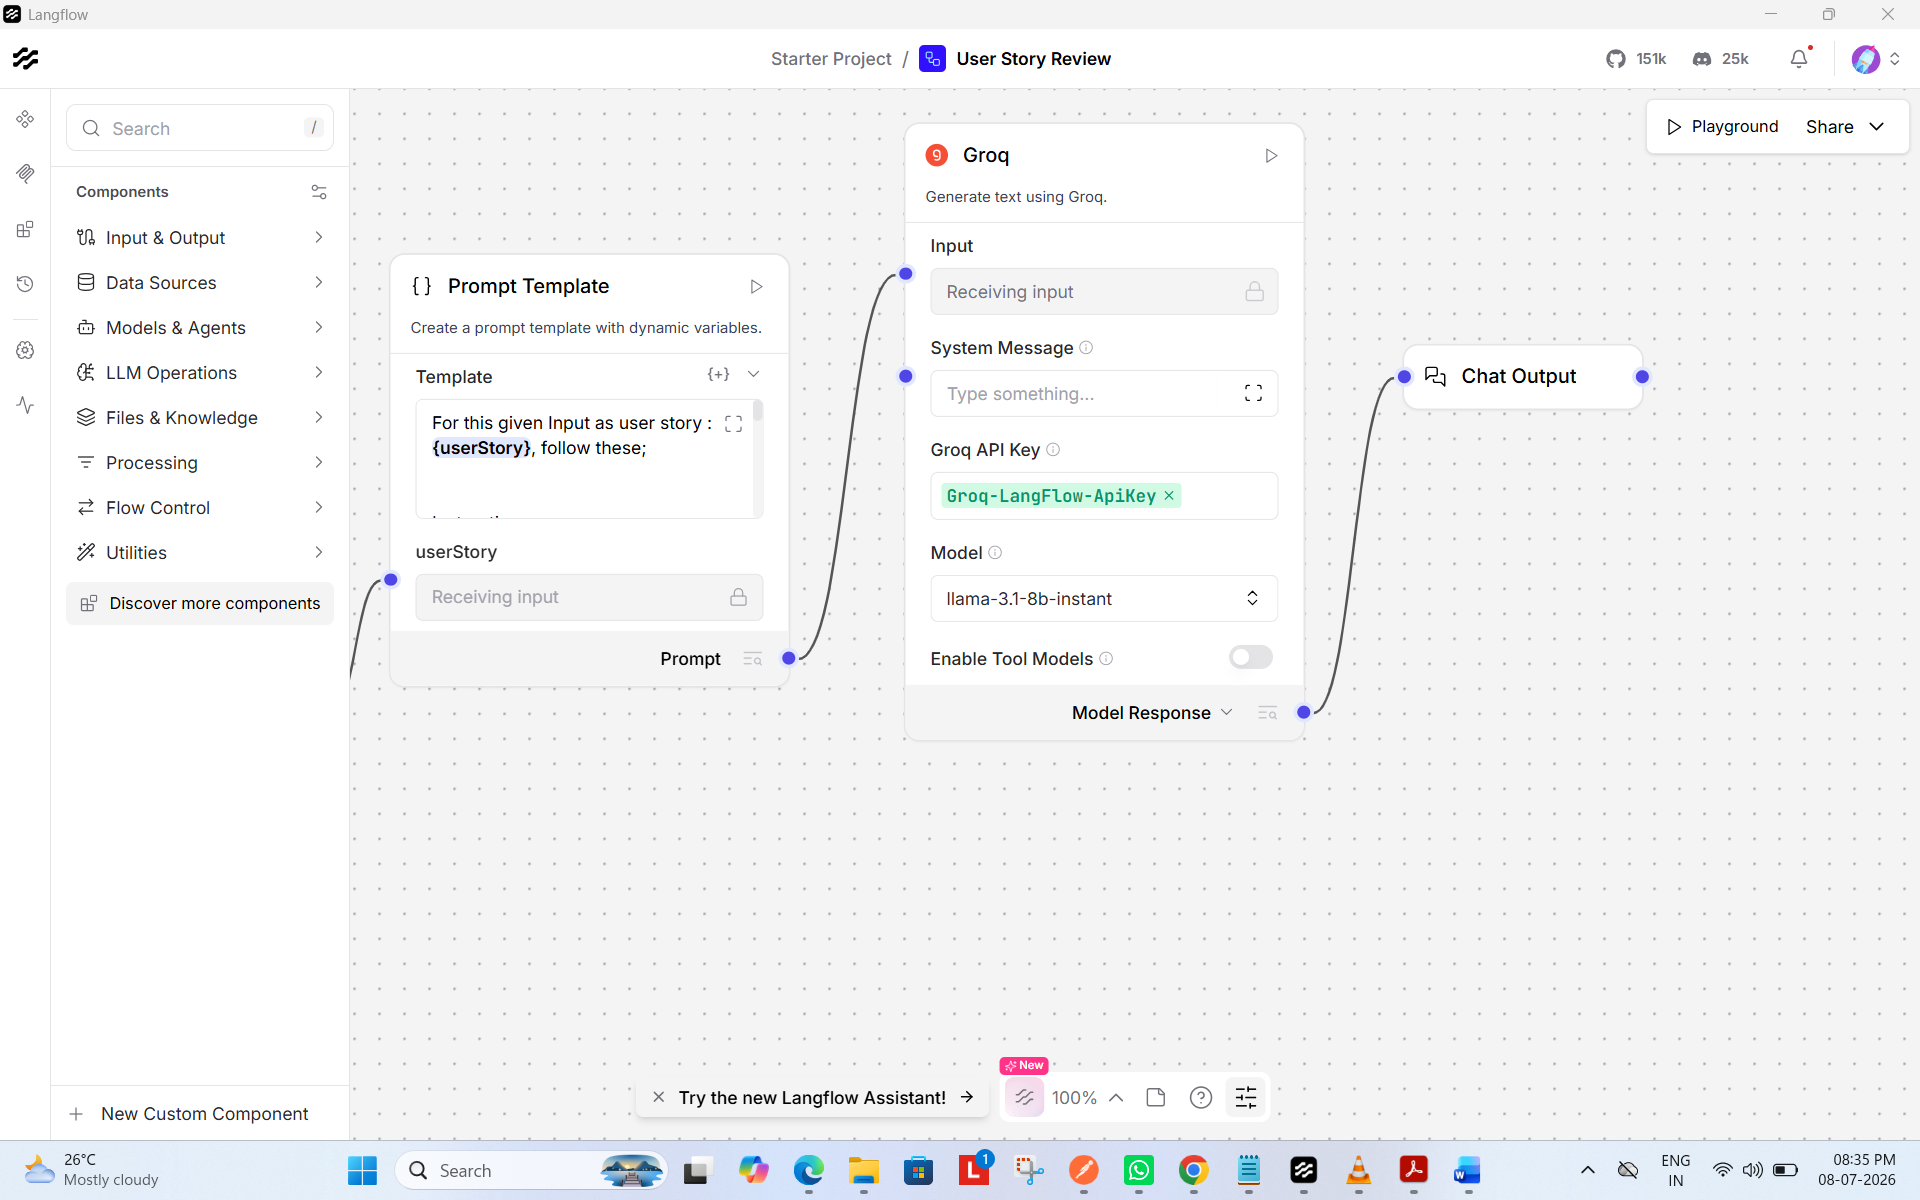 Langflow
Starter Project / User Story Review
151k
25k
Search /
Components
Input & Output
Data Sources
Models & Agents
LLM Operations
Files & Knowledge
Processing
Flow Control
Utilities
Discover more components
New Custom Component
Prompt Template
Create a prompt template with dynamic variables.
Template {+}
For this given Input as user story :
{userStory}, follow these;
userStory
Receiving input
Prompt
9 Groq
Generate text using Groq.
Input
Receiving input
System Message
Type something...
Groq API Key
Groq-LangFlow-ApiKey ×
Model
llama-3.1-8b-instant
Enable Tool Models
Model Response
Chat Output
Playground
Share
New
Try the new Langflow Assistant!
100%
26°C
Mostly cloudy
Search
L
1
W
ENG
IN
08:35 PM
08-07-2026